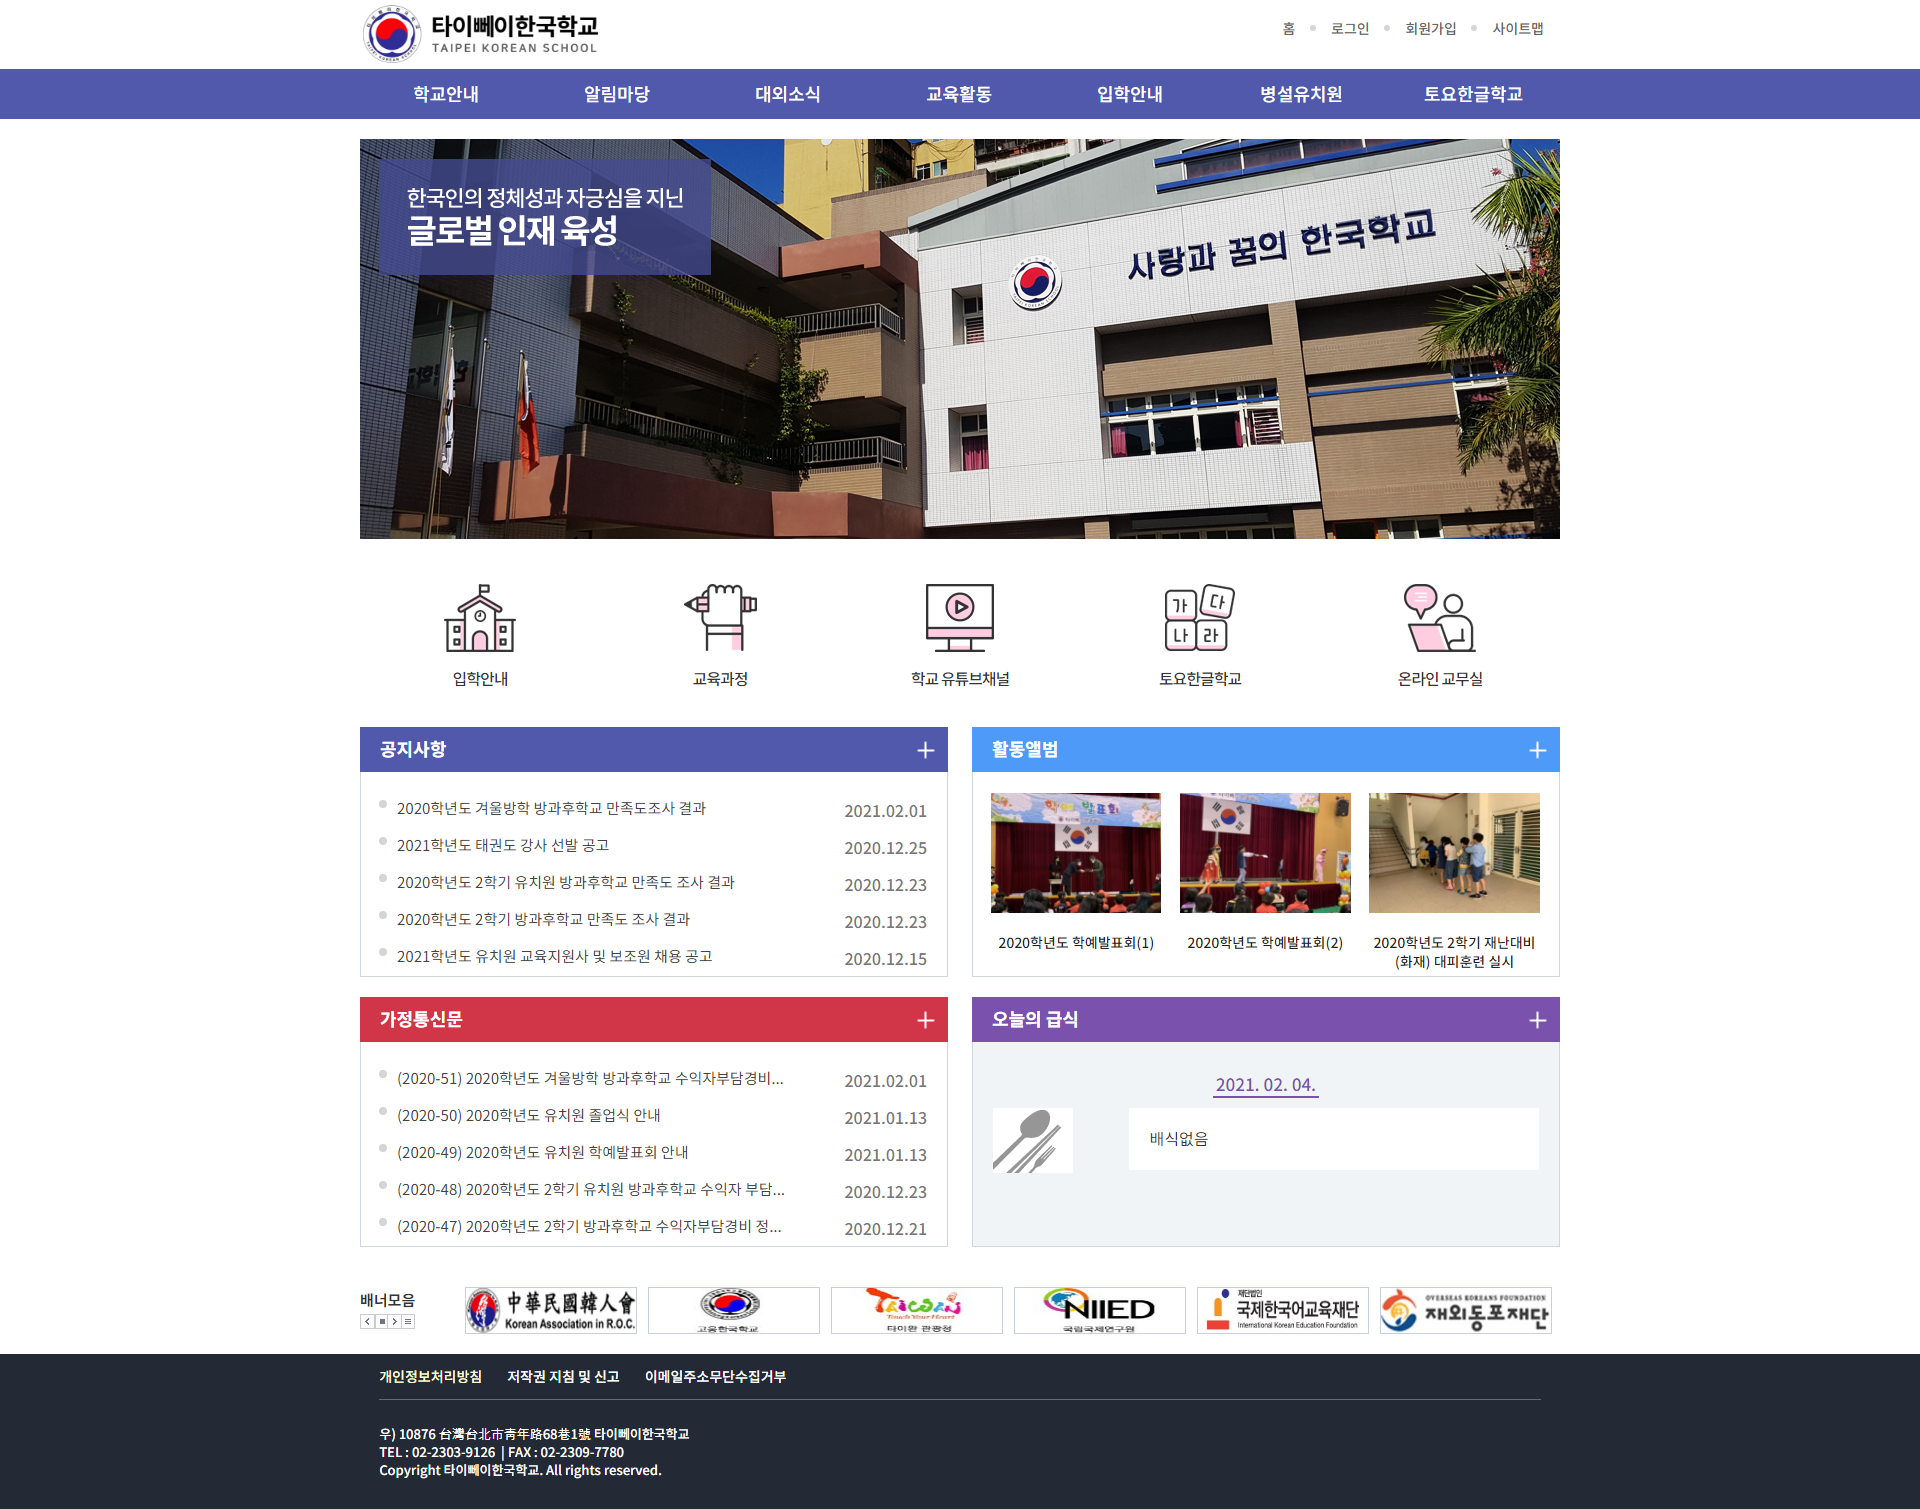 타이뻬이한국학교
TAIPEI KOREAN SCHOOL
홈
로그인
회원가입
사이트맵
학교안내
알림마당
대외소식
교육활동
입학안내
병설유치원
토요한글학교
한국인의 정체성과 자긍심을 지닌
글로벌 인재 육성
사랑과 꿈의 한국학교
가
다
나
라
입학안내
교육과정
학교 유튜브채널
토요한글학교
온라인 교무실
공지사항
2020학년도 겨울방학 방과후학교 만족도조사 결과
2021.02.01
2021학년도 태권도 강사 선발 공고
2020.12.25
2020학년도 2학기 유치원 방과후학교 만족도 조사 결과
2020.12.23
2020학년도 2학기 방과후학교 만족도 조사 결과
2020.12.23
2021학년도 유치원 교육지원사 및 보조원 채용 공고
2020.12.15
활동앨범
2020학년도 학예발표회(1)
2020학년도 학예발표회(2)
2020학년도 2학기 재난대비
(화재) 대피훈련 실시
가정통신문
(2020-51) 2020학년도 겨울방학 방과후학교 수익자부담경비...
2021.02.01
(2020-50) 2020학년도 유치원 졸업식 안내
2021.01.13
(2020-49) 2020학년도 유치원 학예발표회 안내
2021.01.13
(2020-48) 2020학년도 2학기 유치원 방과후학교 수익자 부담...
2020.12.23
(2020-47) 2020학년도 2학기 방과후학교 수익자부담경비 정...
2020.12.21
오늘의 급식
2021. 02. 04.
배식없음
배너모음
中華民國韓人會
Korean Association in R.O.C.
고웅한국학교
Taiwan
Touch Your Heart
타이완 관광청
NIIED
국립국제연구원
재단법인
국제한국어교육재단
International Korean Education Foundation
OVERSEAS KOREANS FOUNDATION
재외동포재단
개인정보처리방침
저작권 지침 및 신고
이메일주소무단수집거부
우) 10876 台灣台北市靑年路68巷1號 타이뻬이한국학교
TEL : 02-2303-9126 | FAX : 02-2309-7780
Copyright 타이뻬이한국학교. All rights reserved.